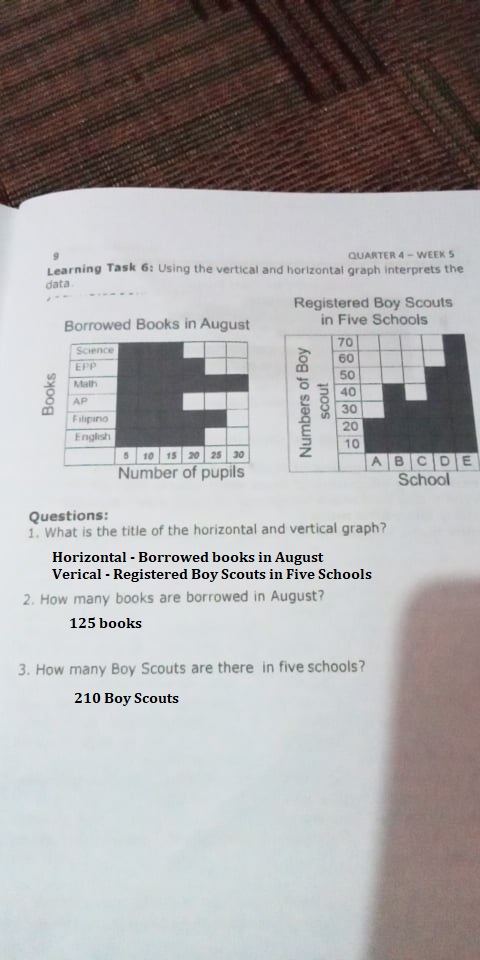 9
QUARTER 4 – WEEK 5
Learning Task 6: Using the vertical and horizontal graph interprets the
data.
Borrowed Books in August
Books
Science
EPP
Math
AP
Filipino
English
5 10 15 20 25 30
Number of pupils
Registered Boy Scouts
in Five Schools
Numbers of Boy
scout
70
60
50
40
30
20
10
A B C D E
School
Questions:
1. What is the title of the horizontal and vertical graph?
Horizontal - Borrowed books in August
Verical - Registered Boy Scouts in Five Schools
2. How many books are borrowed in August?
125 books
3. How many Boy Scouts are there in five schools?
210 Boy Scouts